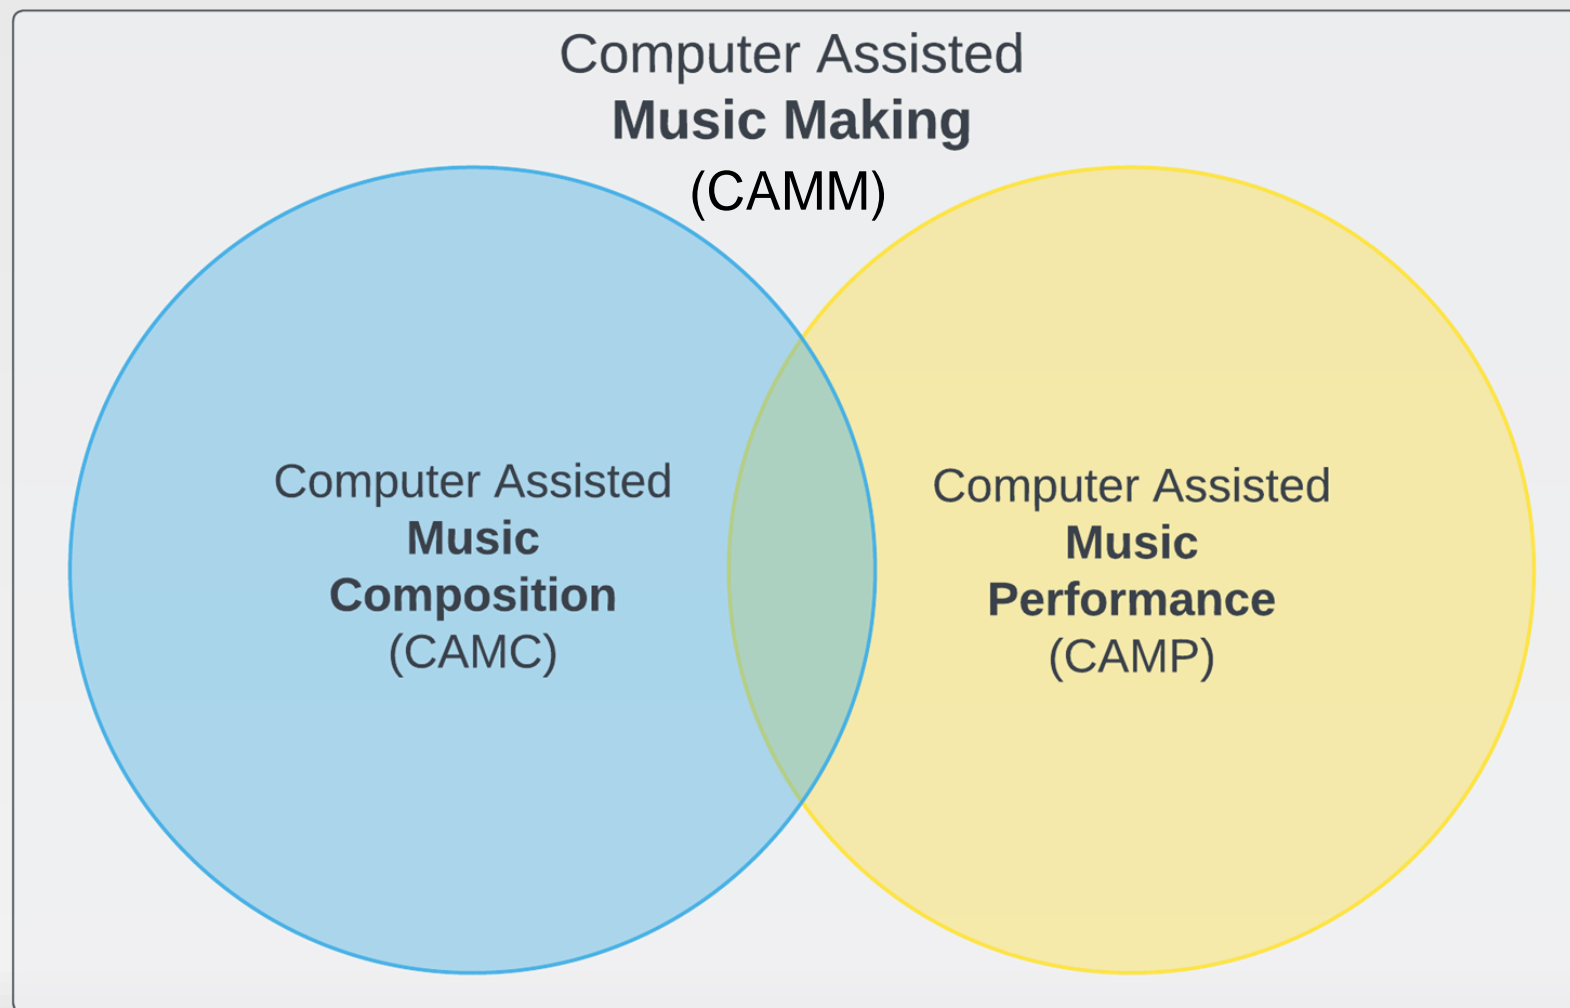 Computer Assisted
Music Making
(CAMM)
Computer Assisted
Music
Composition
(CAMC)
Computer Assisted
Music
Performance
(CAMP)